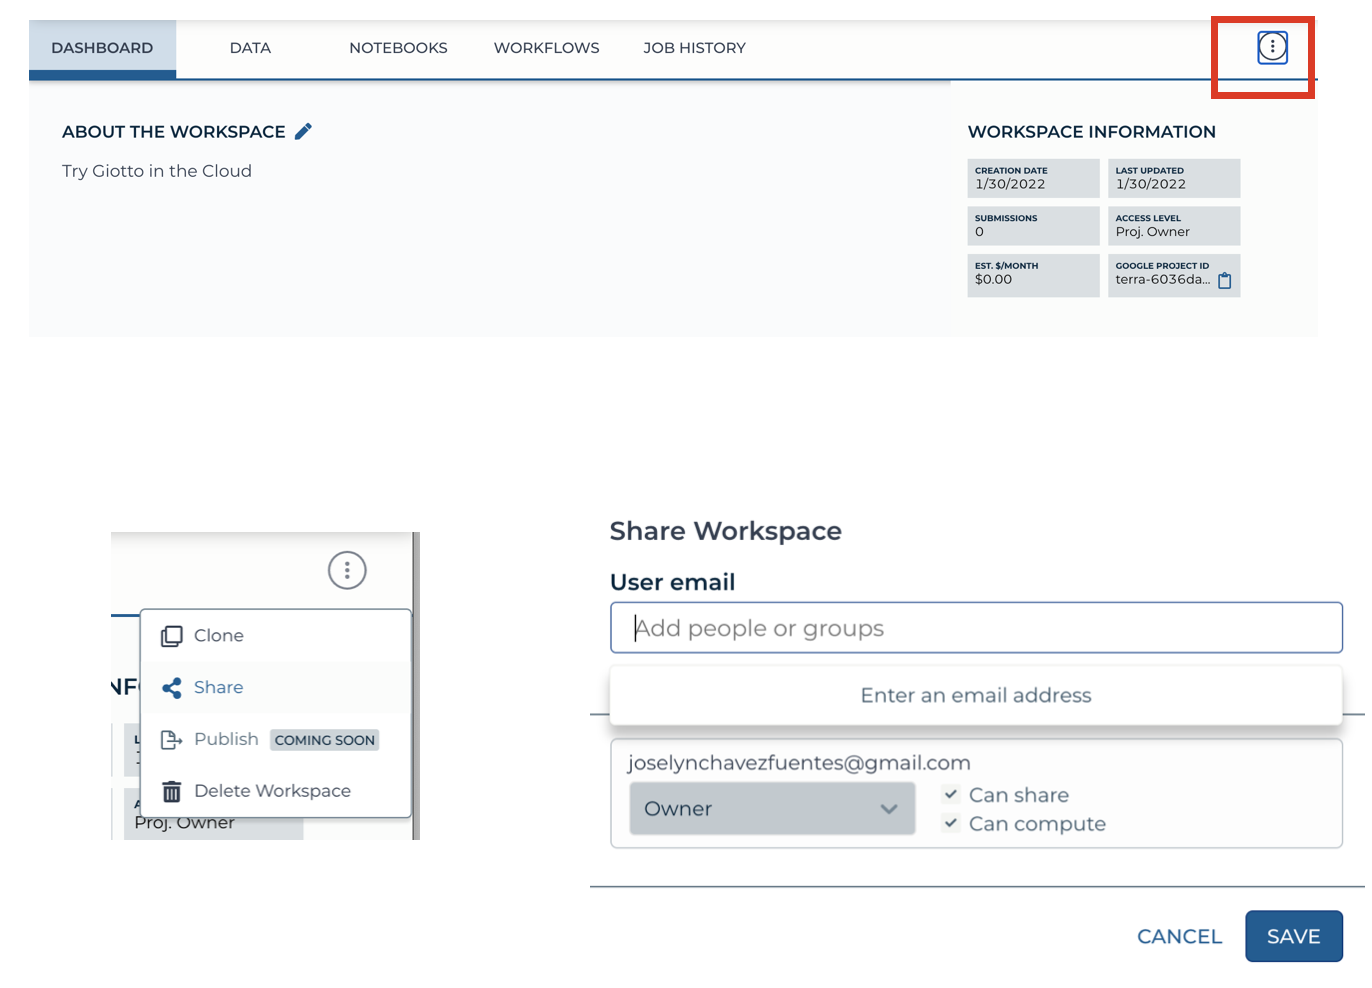 DASHBOARD DATA NOTEBOOKS WORKFLOWS JOB HISTORY
ABOUT THE WORKSPACE
Try Giotto in the Cloud
WORKSPACE INFORMATION
CREATION DATE
1/30/2022
LAST UPDATED
1/30/2022
SUBMISSIONS
0
ACCESS LEVEL
Proj. Owner
EST. $/MONTH
$0.00
GOOGLE PROJECT ID
terra-6036da...
Clone
Share
Publish COMING SOON
Delete Workspace
Proj. Owner
Share Workspace
User email
Add people or groups
Enter an email address
joselynchavezfuentes@gmail.com
Owner
Can share
Can compute
CANCEL SAVE